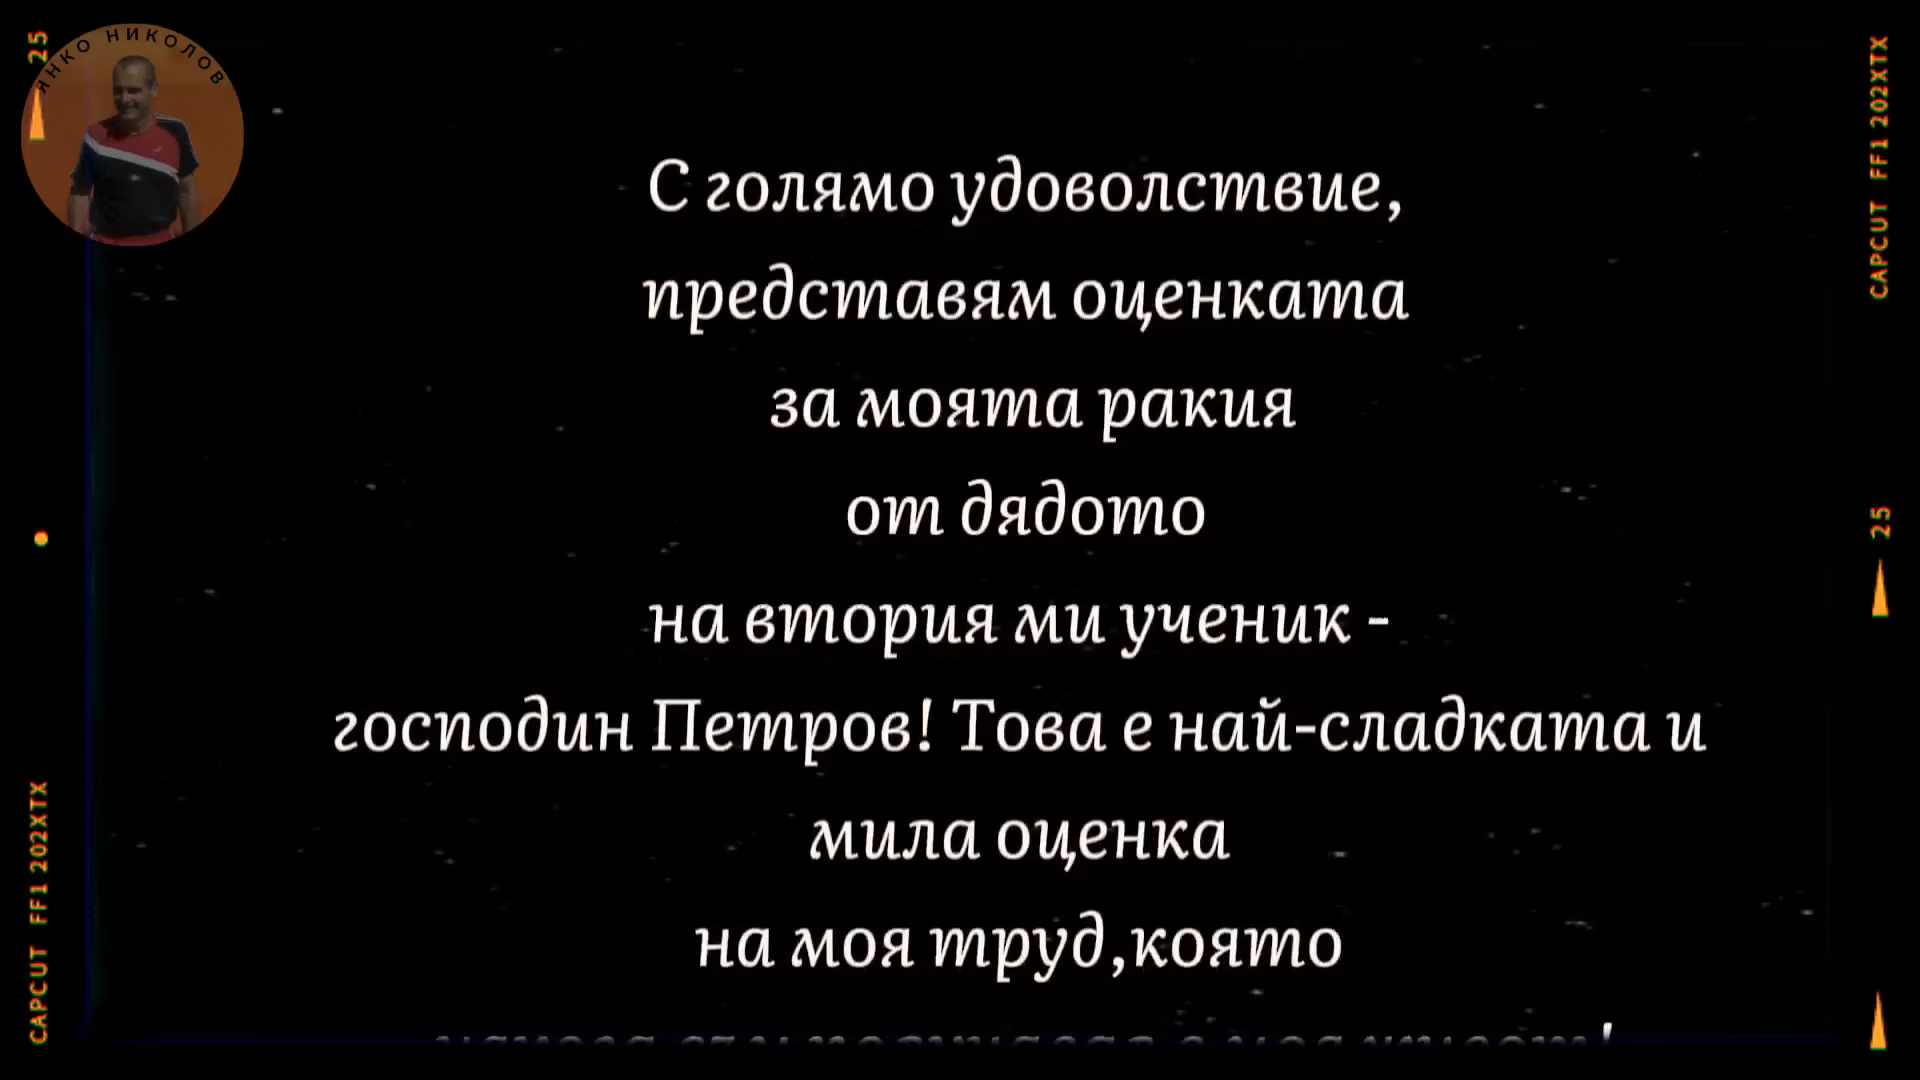 ЯНКО НИКОЛОВ
25
CAPCUT FF1 202XTX
С голямо удоволствие,
представям оценката
за моята ракия
от дядото
на втория ми ученик -
господин Петров! Това е най-сладката и
мила оценка
на моя труд,която
25
CAPCUT FF1 202XTX